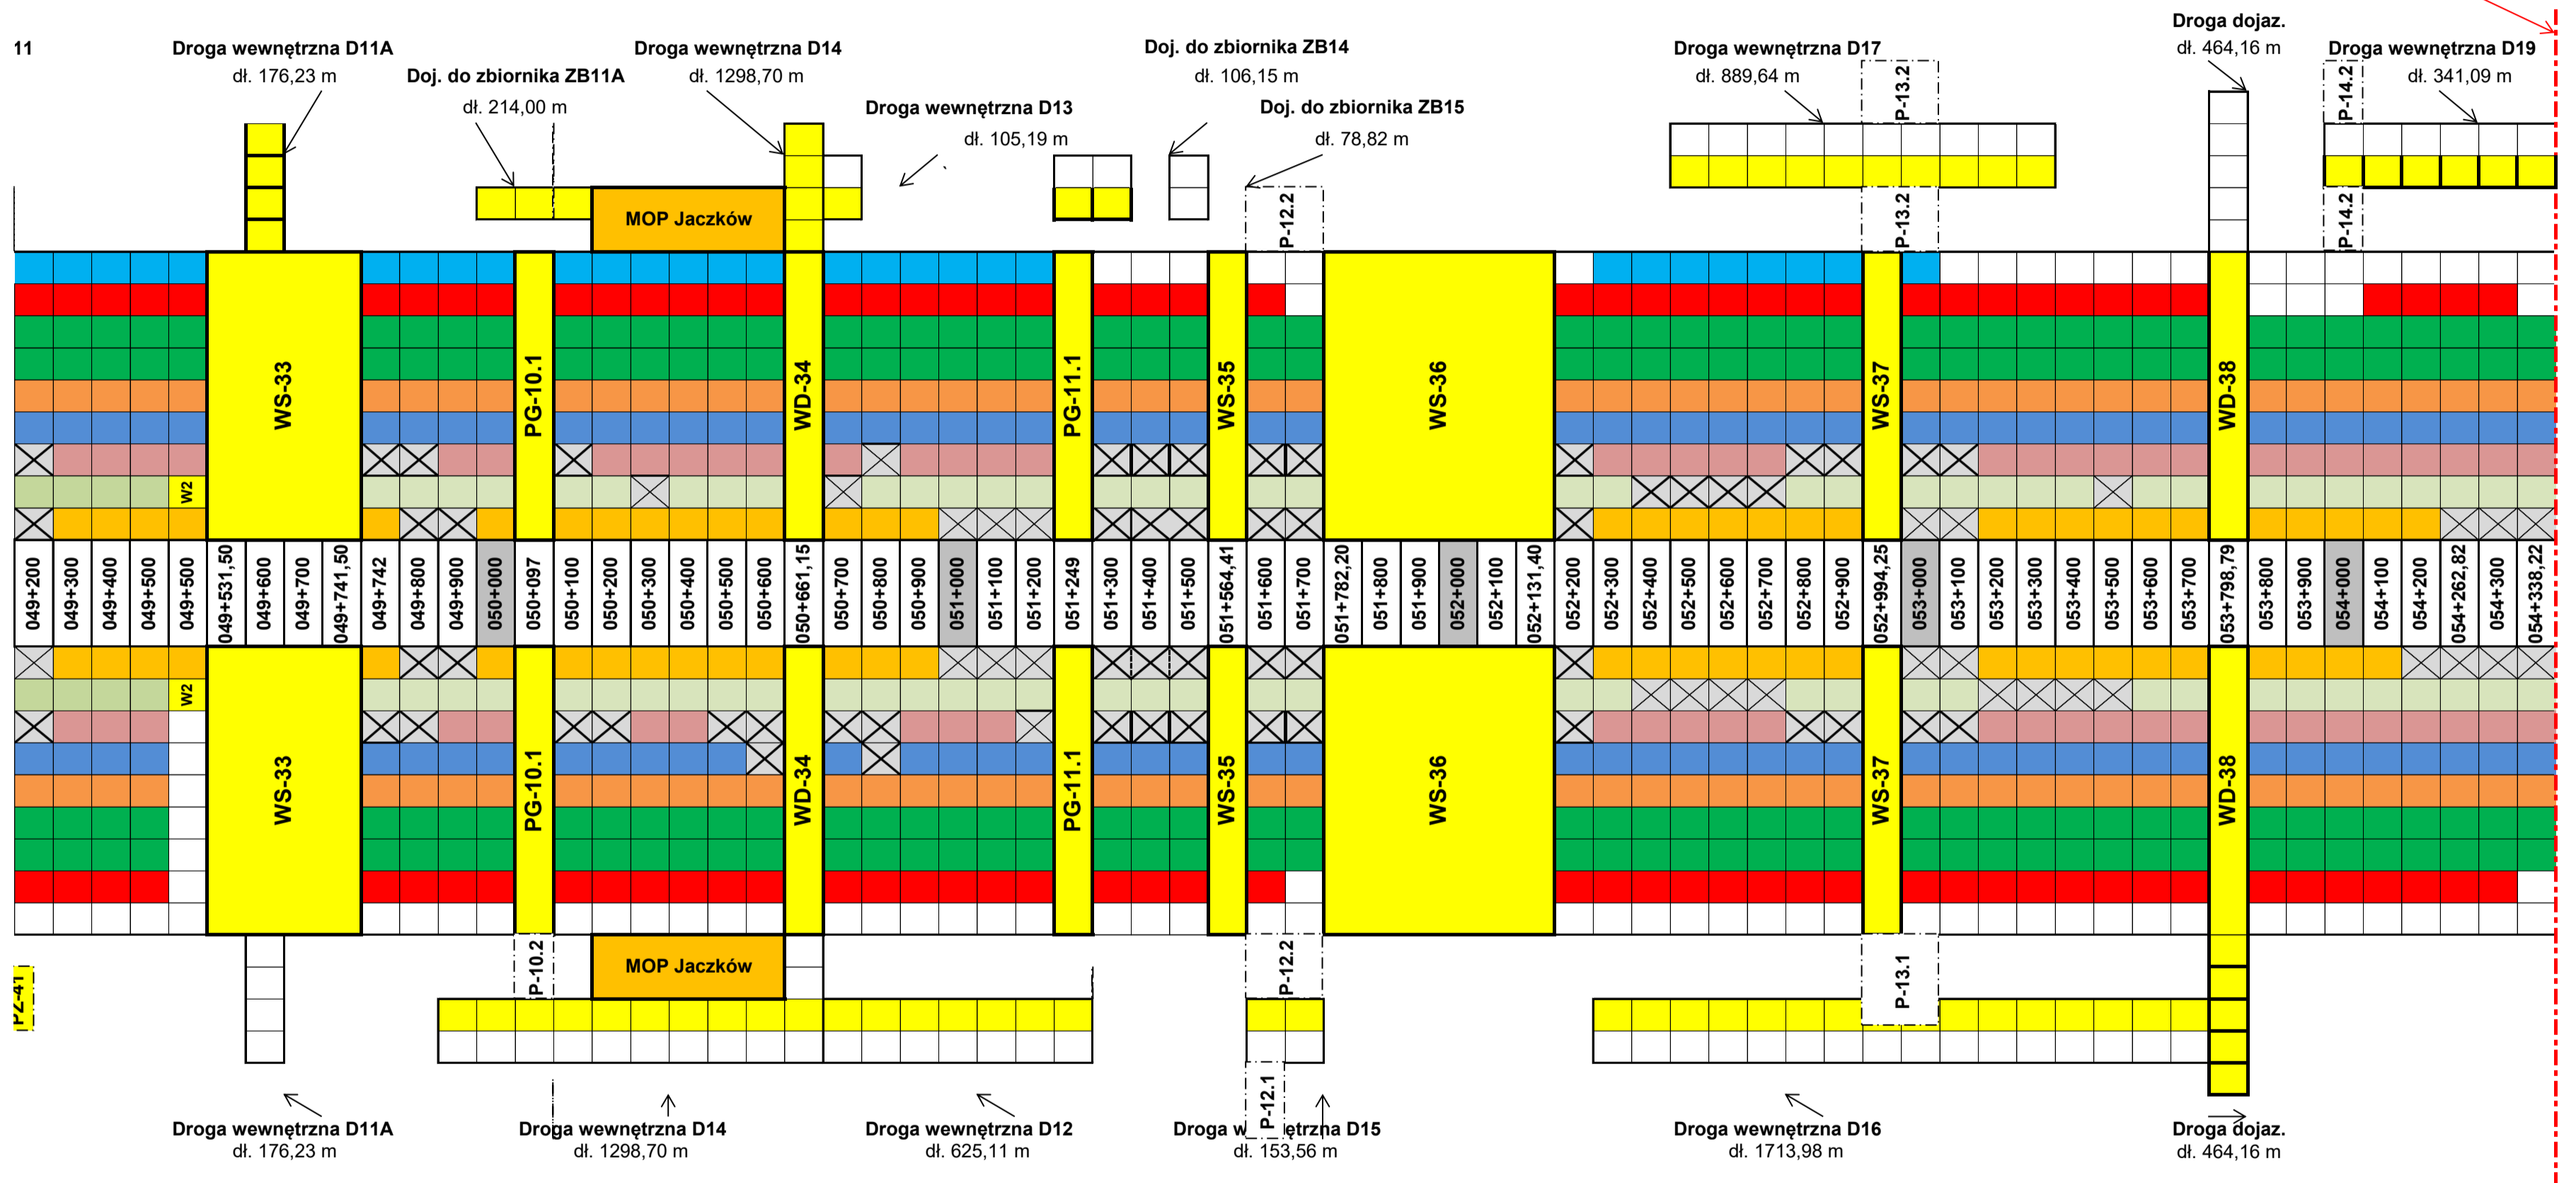 Droga dojaz.
11
Droga wewnętrzna D11A
Droga wewnętrzna D14
Doj. do zbiornika ZB14
Droga wewnętrzna D17
dł. 464,16 m
Droga wewnętrzna D19
dł. 176,23 m
Doj. do zbiornika ZB11A
dł. 1298,70 m
dł. 106,15 m
dł. 889,64 m
dł. 341,09 m
dł. 214,00 m
Droga wewnętrzna D13
Doj. do zbiornika ZB15
dł. 105,19 m
dł. 78,82 m
P-13.2
P-14.2
MOP Jaczków
P-12.2
P-13.2
P-14.2
WS-33
PG-10.1
WD-34
PG-11.1
WS-35
WS-36
WS-37
WD-38
W2
049+200
049+300
049+400
049+500
049+500
049+531,50
049+600
049+700
049+741,50
049+742
049+800
049+900
050+000
050+097
050+100
050+200
050+300
050+400
050+500
050+600
050+661,15
050+700
050+800
050+900
051+000
051+100
051+200
051+249
051+300
051+400
051+500
051+564,41
051+600
051+700
051+782,20
051+800
051+900
052+000
052+100
052+131,40
052+200
052+300
052+400
052+500
052+600
052+700
052+800
052+900
052+994,25
053+000
053+100
053+200
053+300
053+400
053+500
053+600
053+700
053+798,79
053+800
053+900
054+000
054+100
054+200
054+262,82
054+300
054+338,22
W2
WS-33
PG-10.1
WD-34
PG-11.1
WS-35
WS-36
WS-37
WD-38
PZ-41
P-10.2
MOP Jaczków
P-12.2
P-13.1
P-12.1
Droga wewnętrzna D11A
Droga wewnętrzna D14
Droga wewnętrzna D12
Droga w ętrzna D15
Droga wewnętrzna D16
Droga dojaz.
dł. 176,23 m
dł. 1298,70 m
dł. 625,11 m
dł. 153,56 m
dł. 1713,98 m
dł. 464,16 m